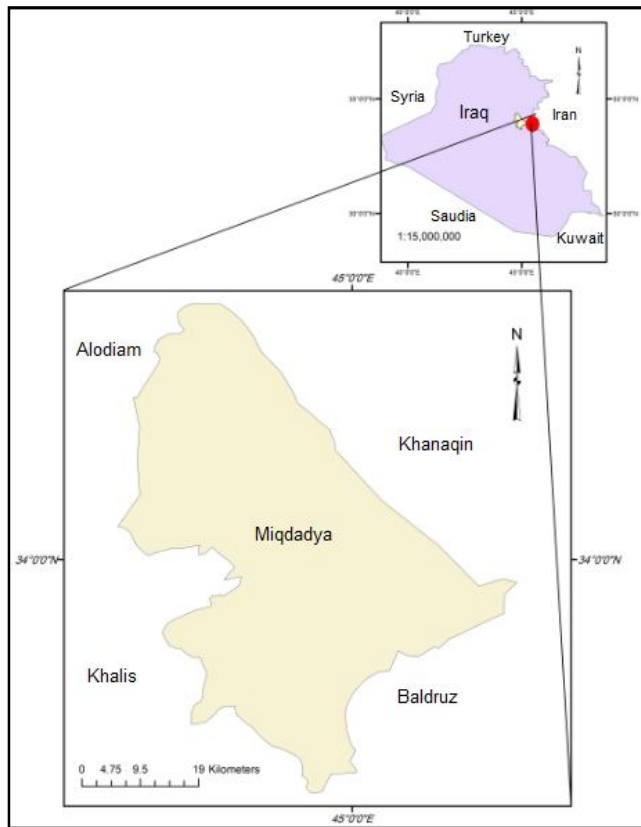 Turkey
N
Syria
Iraq
Iran
Saudia
1:15,000,000
Kuwait
45°0'0"E
Alodiam
N
Khanaqin
Miqdadya
34°0'0"N
34°0'0"N
Khalis
Baldruz
0 4.75 9.5 19 Kilometers
45°0'0"E